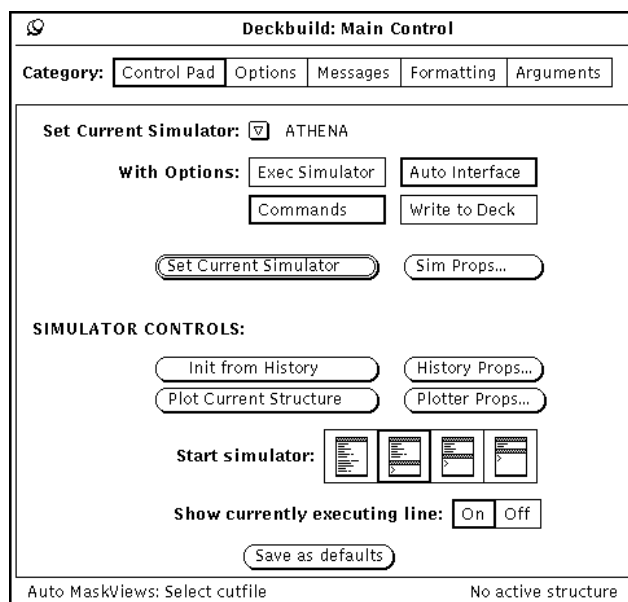 Deckbuild: Main Control
Category: Control Pad Options Messages Formatting Arguments
Set Current Simulator: ATHENA
With Options: Exec Simulator Auto Interface
Commands Write to Deck
Set Current Simulator Sim Props...
SIMULATOR CONTROLS:
Init from History History Props...
Plot Current Structure Plotter Props...
Start simulator:
Show currently executing line: On Off
Save as defaults
Auto MaskViews: Select cutfile No active structure